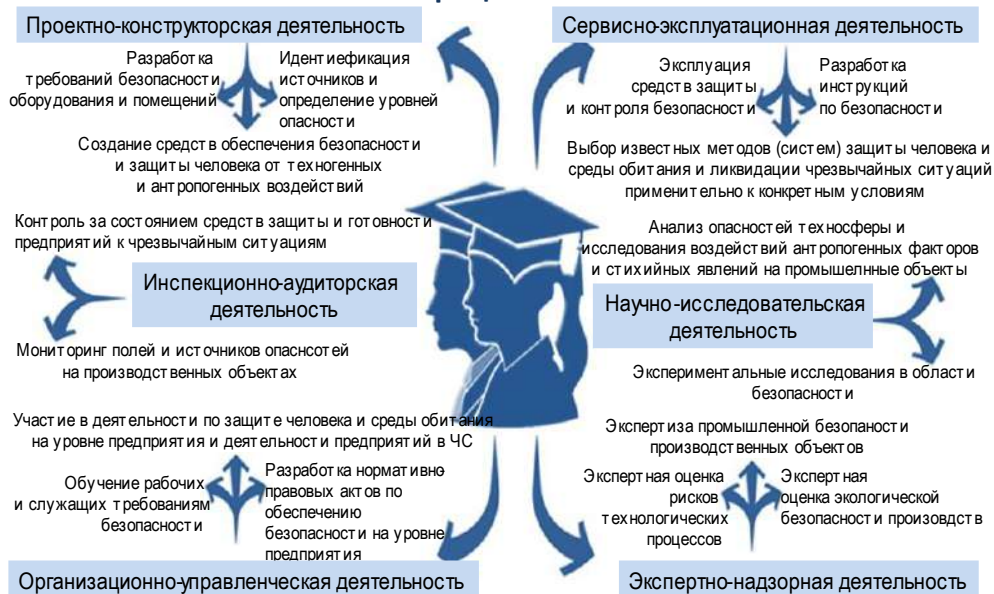 Проектно-конструкторская деятельность
Разработка
требований безопасности
оборудования и помещений
Идентиефикация
источников и
определение уровней
опасности
Создание средств обеспечения безопасности
и защиты человека от техногенных
и антропогенных воздействий
Сервисно-эксплуатационная деятельность
Эксплуация
средств защиты
и контроля безопасности
Разработка
инструкций
по безопасности
Выбор известных методов (систем) защиты человека и
среды обитания и ликвидации чрезвычайных ситуаций
применительно к конкретным условиям
Контроль за состоянием средств защиты и готовности
предприятий к чрезвычайным ситуациям
Инспекционно-аудиторская
деятельность
Мониторинг полей и источников опаснсотей
на производственных объектах
Анализ опасностей техносферы и
исследования воздействий антропогенных факторов
и стихийных явлений на промышелнные объекты
Научно-исследовательская
деятельность
Экспериментальные исследования в области
безопасности
Участие в деятельности по защите человека и среды обитания
на уровне предприятия и деятельности предприятий в ЧС
Обучение рабочих
и служащих требованиям
безопасности
Разработка нормативно-
правовых актов по
обеспечению
безопасности на уровне
предприятия
Организационно-управленческая деятельность
Экспертиза промышленной безопаности
производственных объектов
Экспертная оценка
рисков
технологических
процессов
Экспертная
оценка экологической
безопасности произовдств
Экспертно-надзорная деятельность